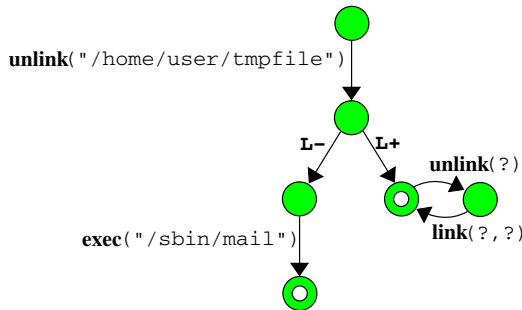 unlink("/home/user/tmpfile")
L- L+
unlink(?)
link(?,?)
exec("/sbin/mail")